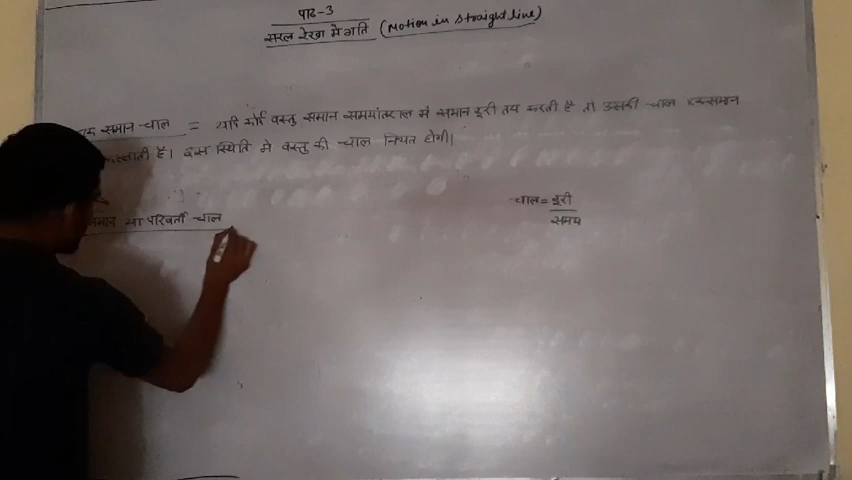 पाठ-3
सरल रेखा मे गति (Motion in straight line)
समान चाल = यदि कोई वस्तु समान समयांतराल मे समान दूरी तय करती है तो उसकी चाल एकसमान
कहलाती है। इस स्थिति मे वस्तु की चाल नियत होगी।
चाल = दूरी
समय
समान या परिवर्ती चाल